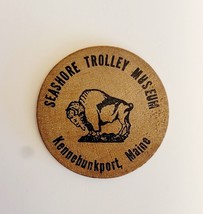 SEASHORE TROLLEY MUSEUM
Kennebunkport, Maine